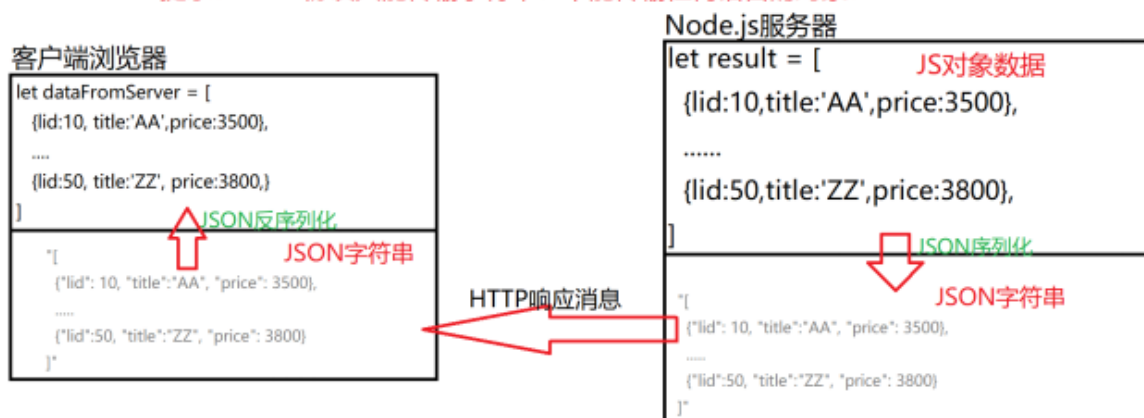 客户端浏览器
let dataFromServer = [
{lid:10, title:'AA',price:3500},
....
{lid:50, title:'ZZ', price:3800,}
]
JSON反序列化
JSON字符串
"[
{"lid": 10, "title":"AA", "price": 3500},
.....
{"lid":50, "title":"ZZ", "price": 3800}
]"
HTTP响应消息
Node.js服务器
let result = [
JS对象数据
{lid:10,title:'AA',price:3500},
......
{lid:50,title:'ZZ',price:3800},
]
JSON序列化
JSON字符串
"[
{"lid": 10, "title":"AA", "price": 3500},
.....
{"lid":50, "title":"ZZ", "price": 3800}
]"